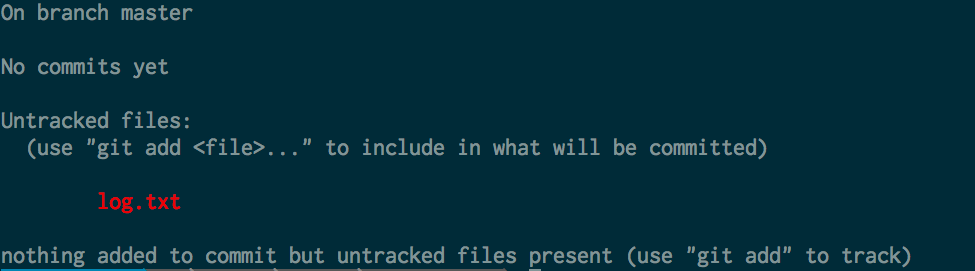 On branch master
No commits yet
Untracked files:
(use "git add <file>..." to include in what will be committed)
log.txt
nothing added to commit but untracked files present (use "git add" to track)